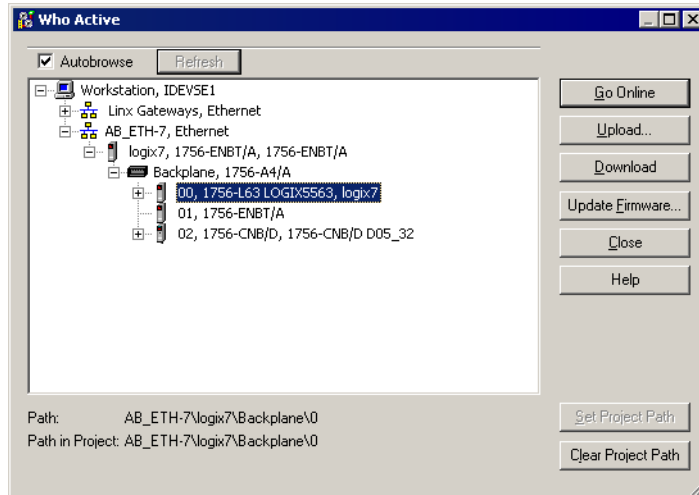 Who Active
Autobrowse
Refresh
Workstation, IDEVSE1
Linx Gateways, Ethernet
AB_ETH-7, Ethernet
logix7, 1756-ENBT/A, 1756-ENBT/A
Backplane, 1756-A4/A
00, 1756-L63 LOGIX5563, logix7
01, 1756-ENBT/A
02, 1756-CNB/D, 1756-CNB/D D05_32
Go Online
Upload...
Download
Update Firmware...
Close
Help
Path: AB_ETH-7\logix7\Backplane\0
Path in Project: AB_ETH-7\logix7\Backplane\0
Set Project Path
Clear Project Path